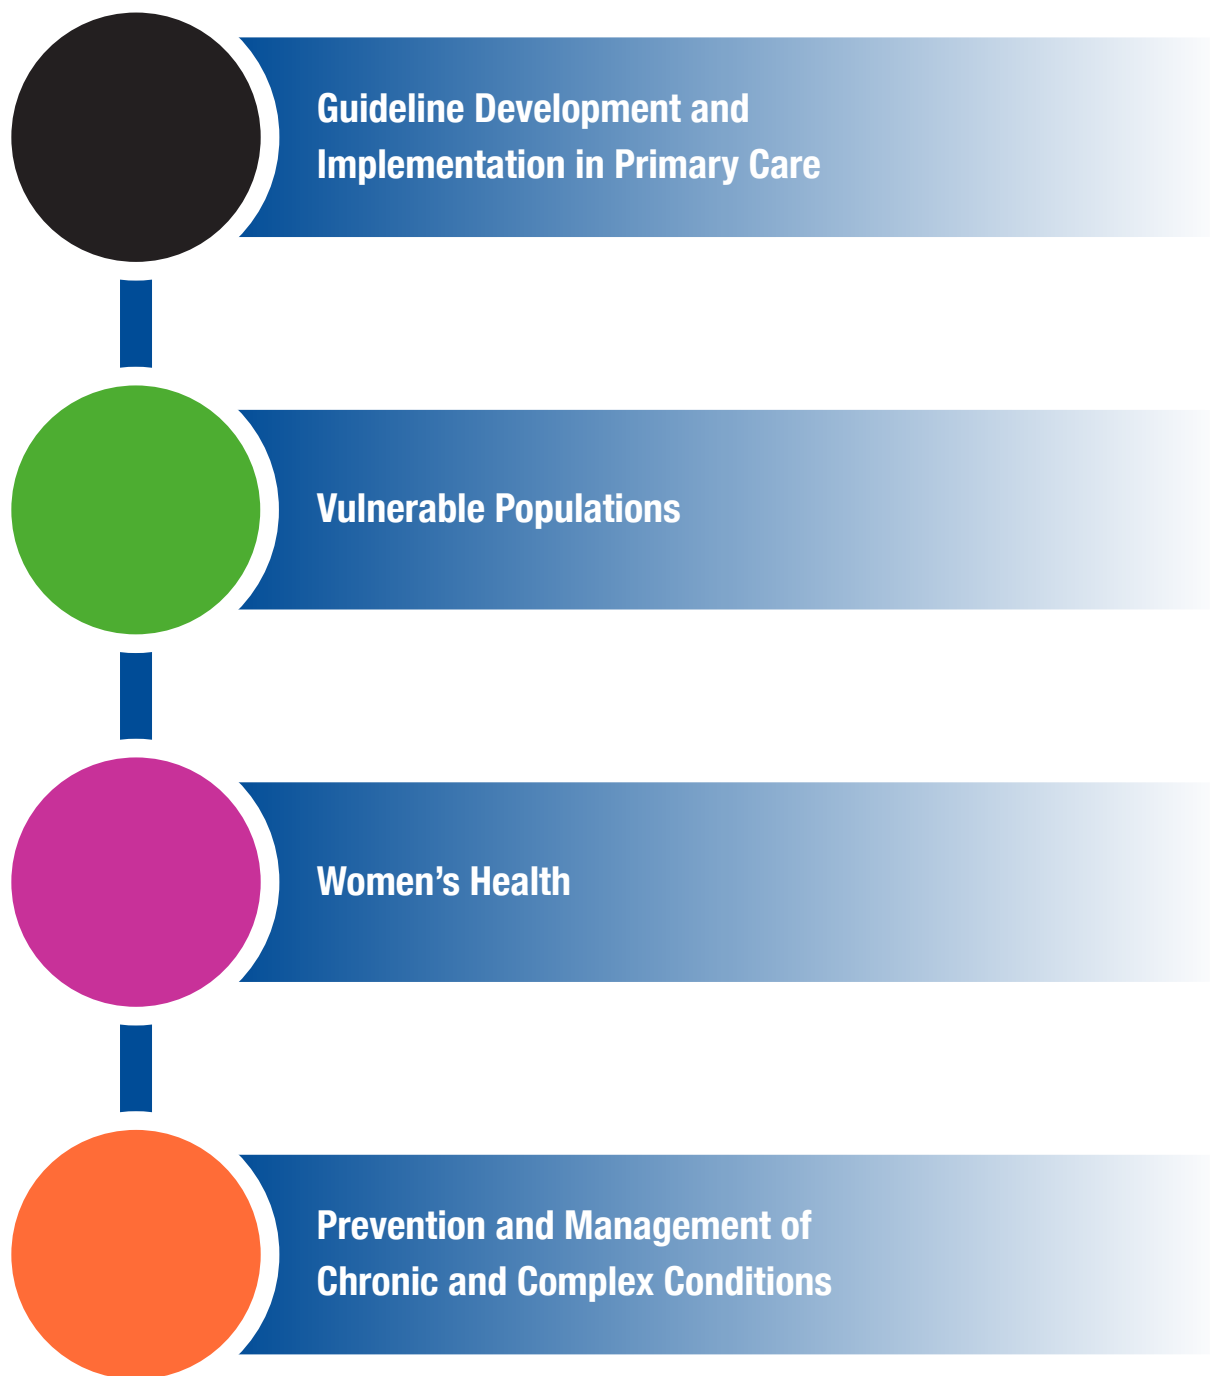 Guideline Development and
Implementation in Primary Care
Vulnerable Populations
Women’s Health
Prevention and Management of
Chronic and Complex Conditions